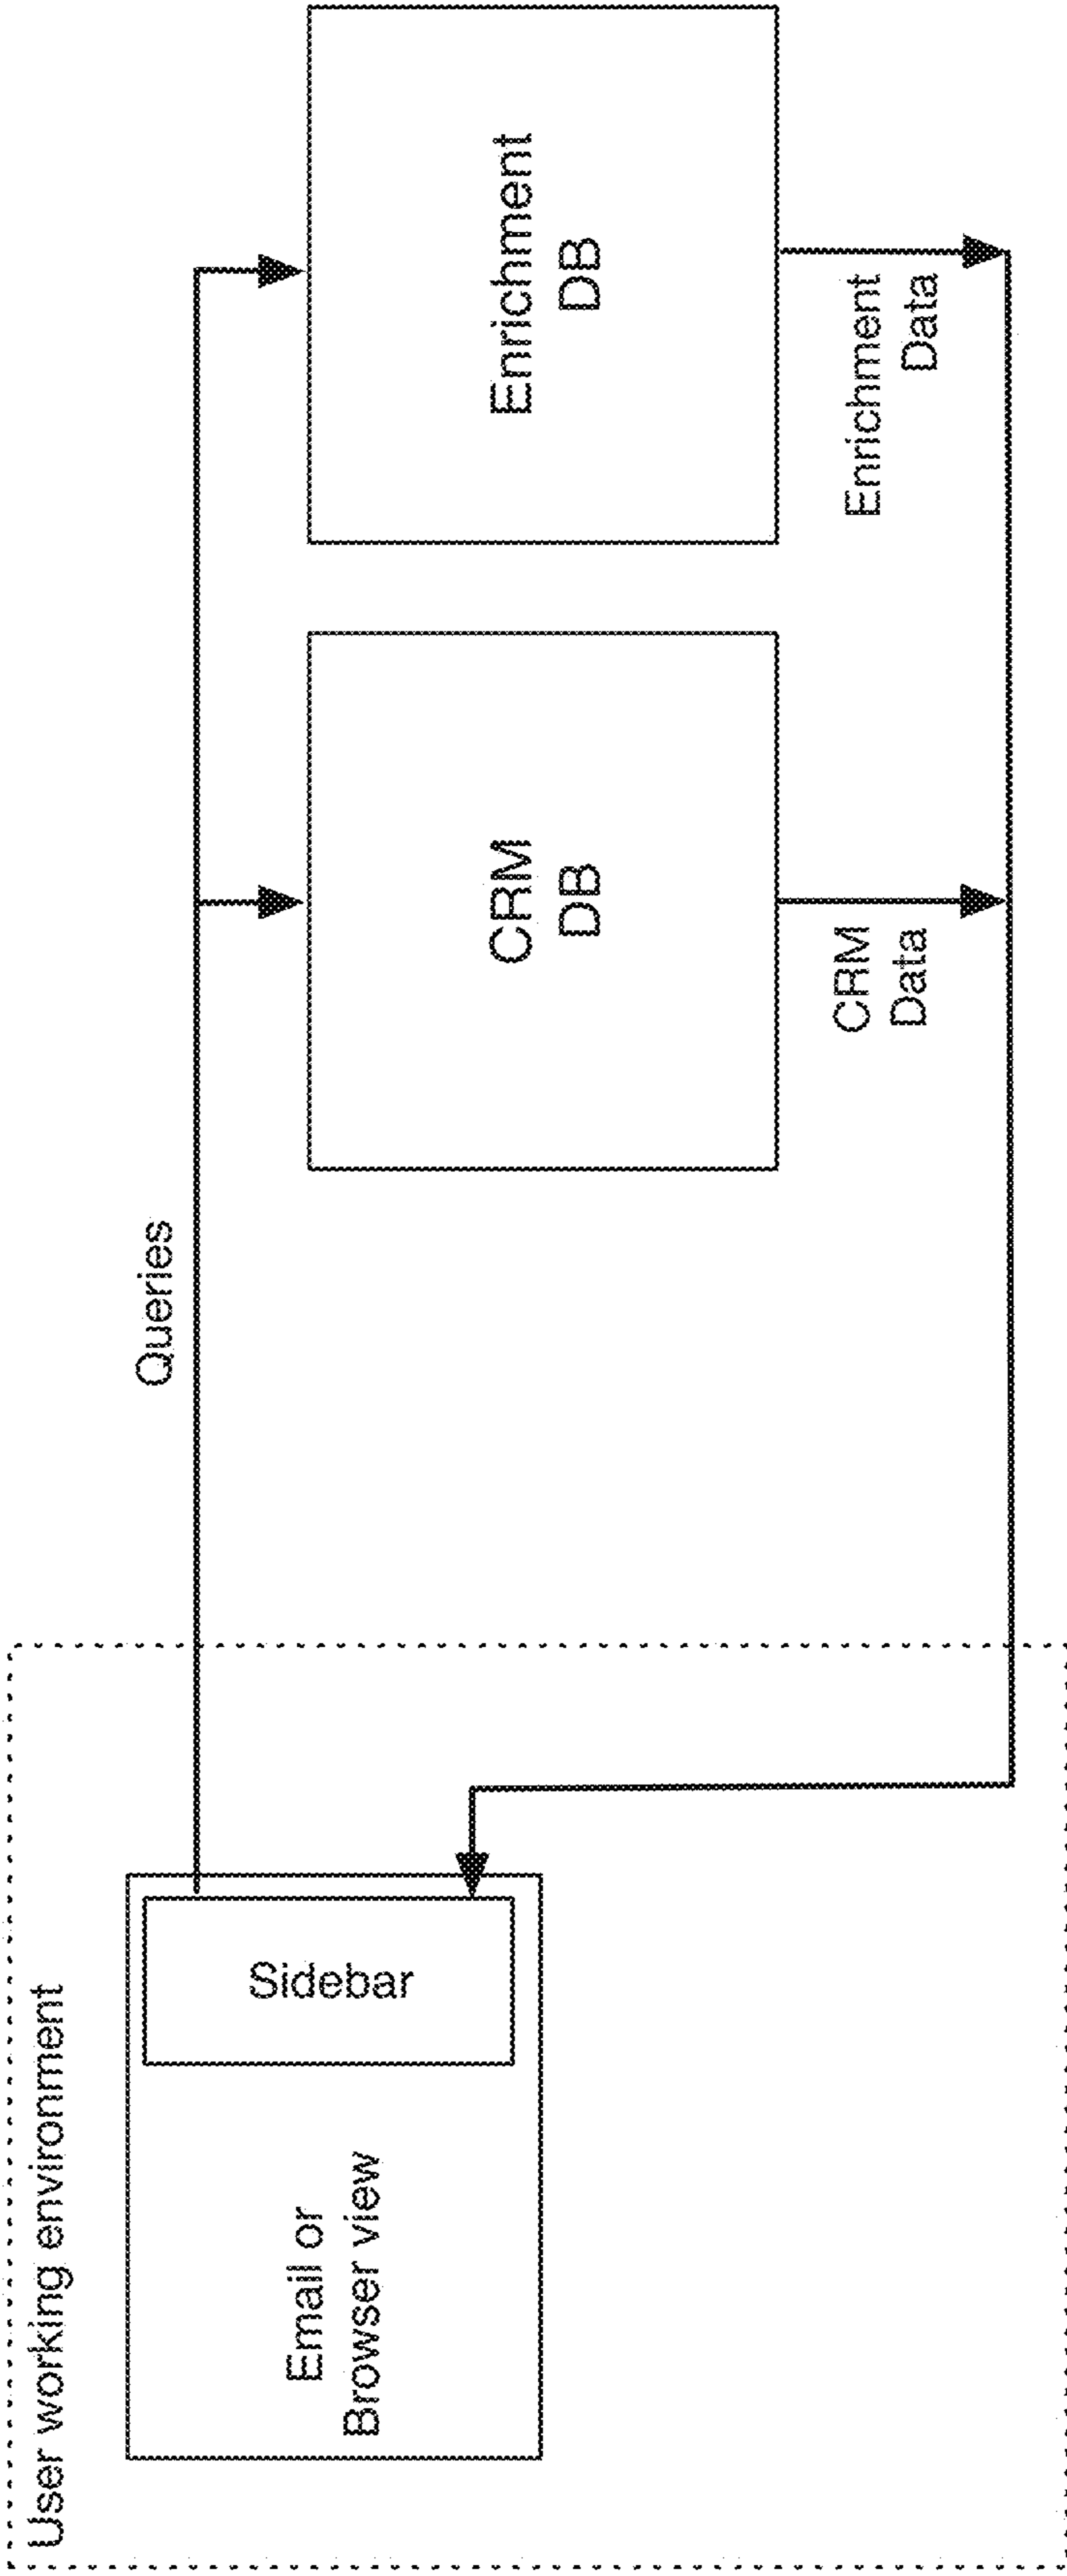 User working environment
Email or
Browser view
Sidebar
Queries
CRM
DB
CRM
Data
Enrichment
DB
Enrichment
Data